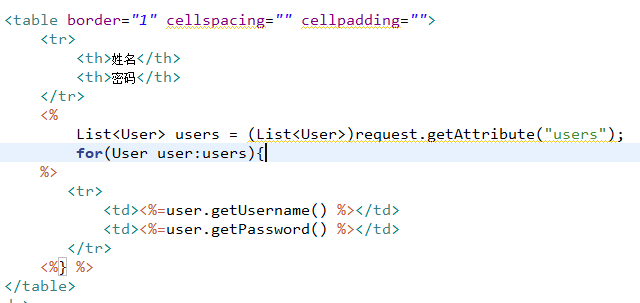 <table border="1" cellspacing="" cellpadding="">
<tr>
<th>姓名</th>
<th>密码</th>
</tr>
<%
List<User> users = (List<User>)request.getAttribute("users");
for(User user:users){
%>
<tr>
<td><%=user.getUsername() %></td>
<td><%=user.getPassword() %></td>
</tr>
<%} %>
</table>